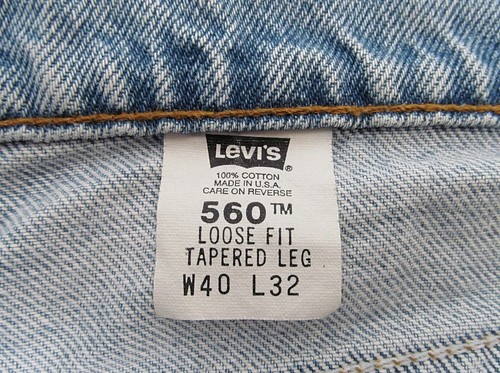 Levi's ®
100% COTTON
MADE IN U.S.A.
CARE ON REVERSE
560™
LOOSE FIT
TAPERED LEG
W40 L32